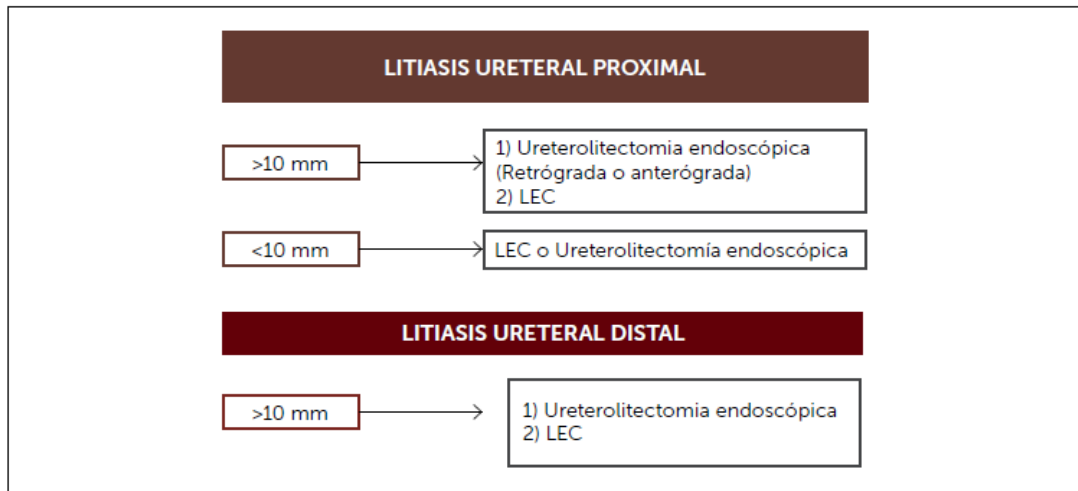 LITIASIS URETERAL PROXIMAL
>10 mm
1) Ureterolitectomia endoscópica
(Retrógrada o anterógrada)
2) LEC
<10 mm
LEC o Ureterolitectomía endoscópica
LITIASIS URETERAL DISTAL
>10 mm
1) Ureterolitectomia endoscópica
2) LEC